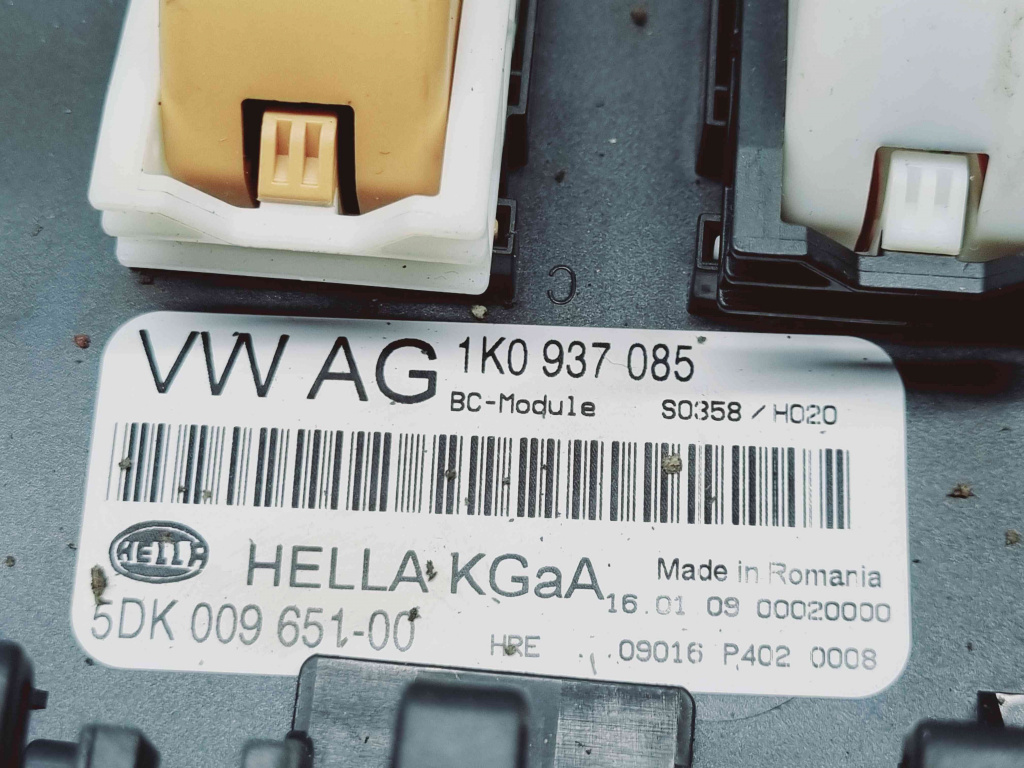 C
VW AG 1K0 937 085
BC-Module S0358 / H020
HELLA HELLA KGaA Made in Romania
16.01 09 00020000
5DK 009 651-00 HRE 09016 P402 0008